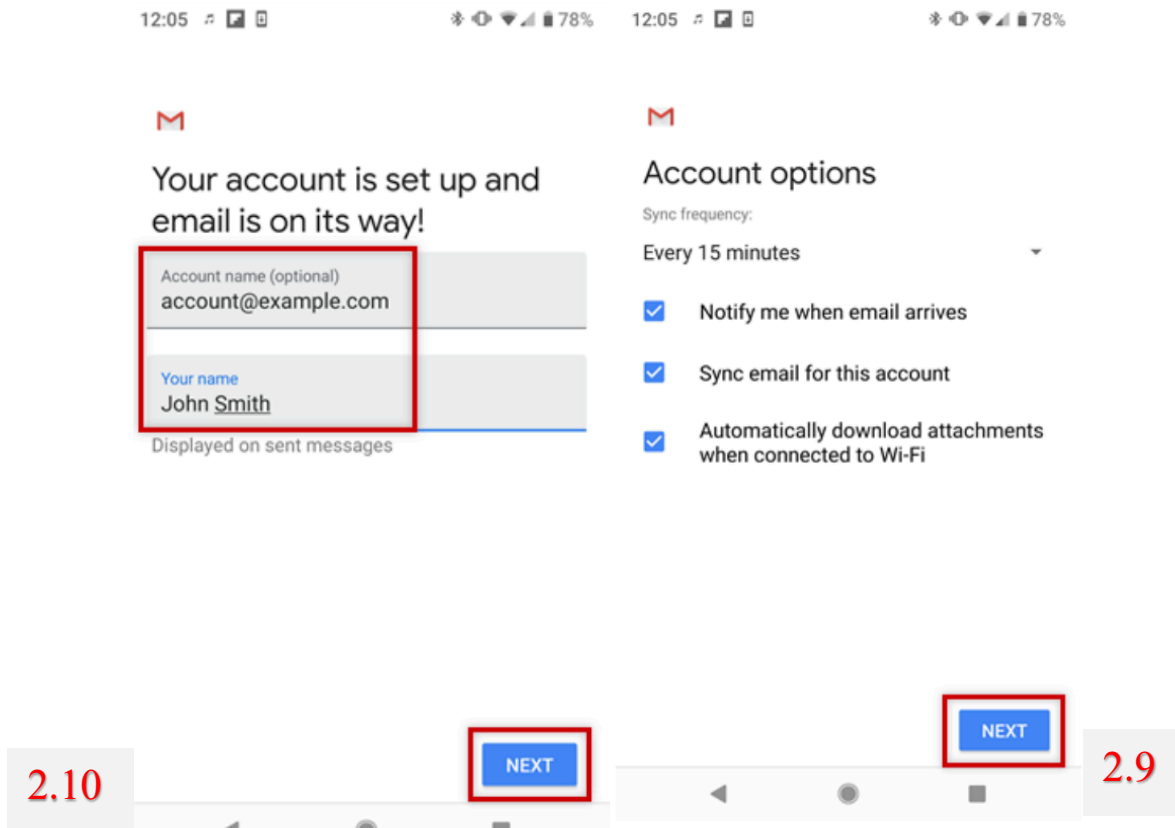 12:05
78%
Your account is set up and
email is on its way!
Account name (optional)
account@example.com
Your name
John Smith
Displayed on sent messages
NEXT
2.10
12:05
78%
Account options
Sync frequency:
Every 15 minutes
Notify me when email arrives
Sync email for this account
Automatically download attachments
when connected to Wi-Fi
NEXT
2.9